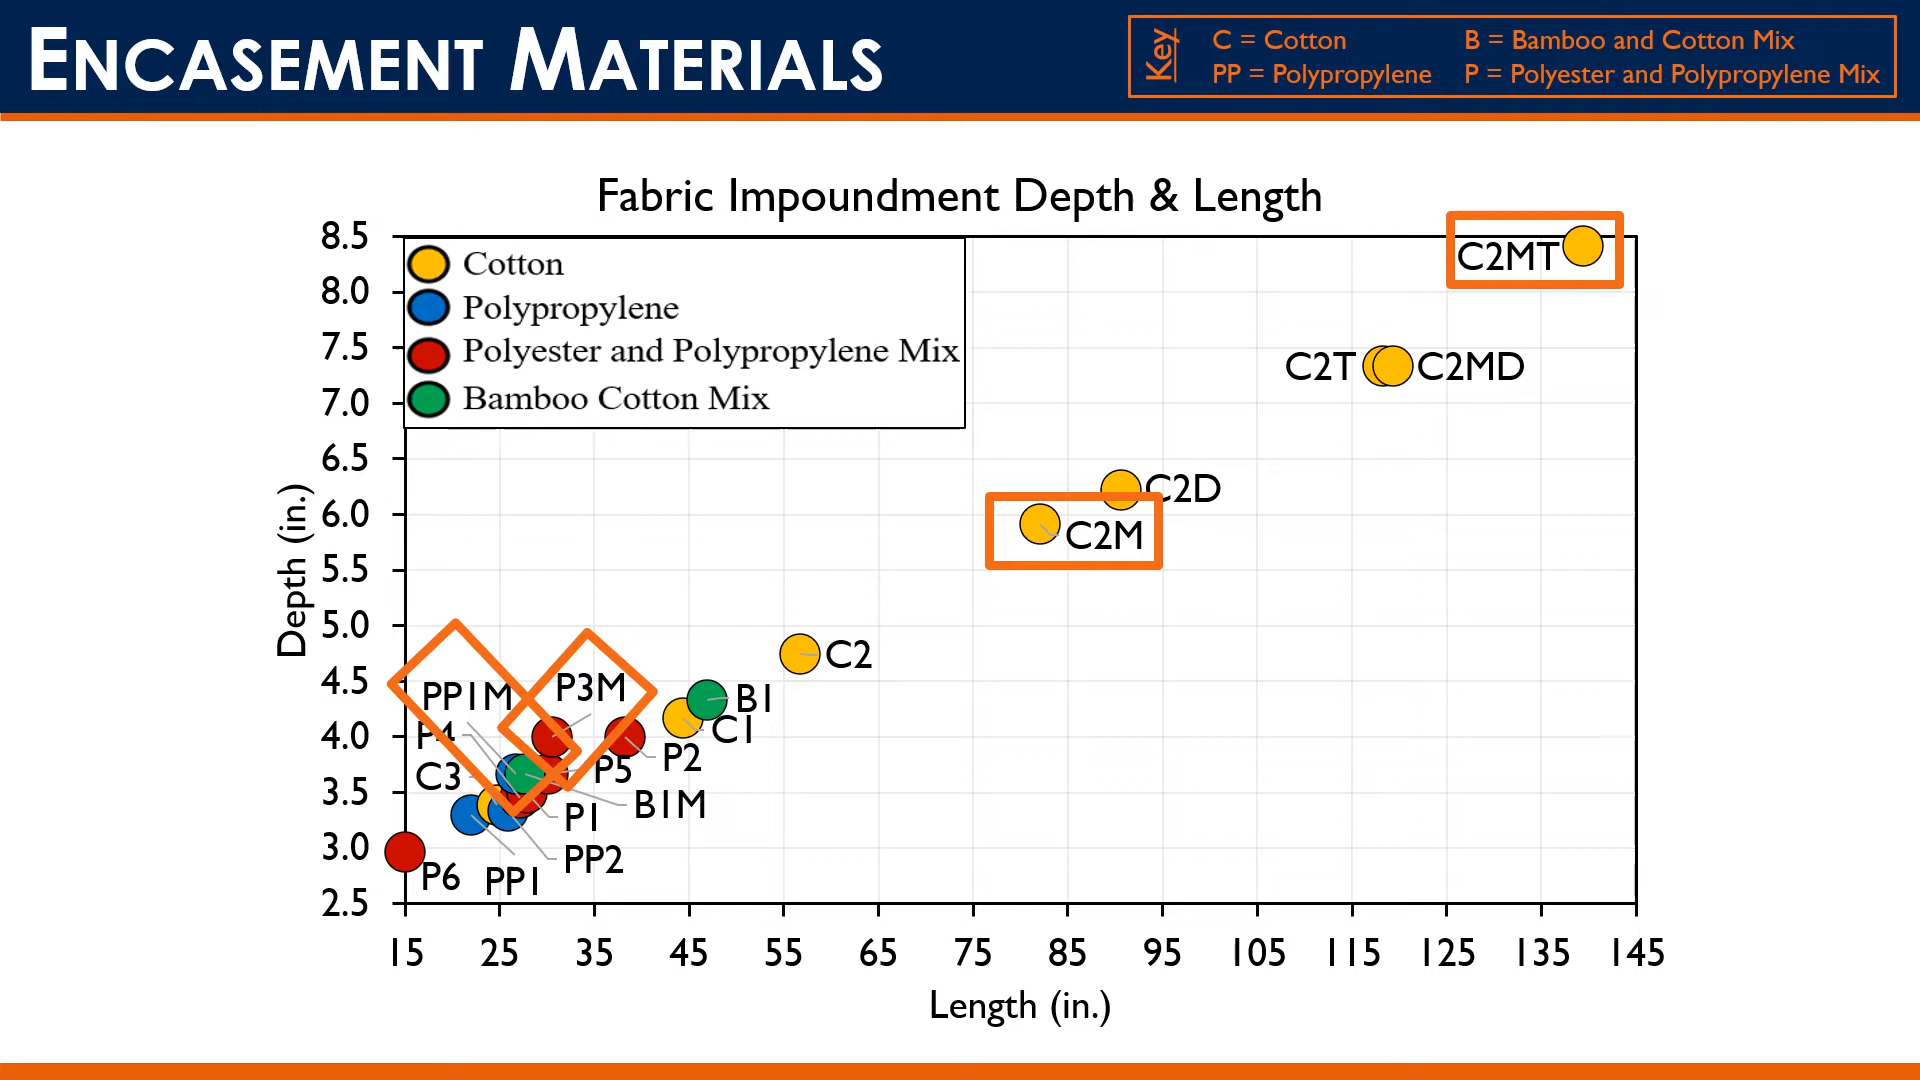 ENCASEMENT MATERIALS
Key
C = Cotton
B = Bamboo and Cotton Mix
PP = Polypropylene
P = Polyester and Polypropylene Mix
Fabric Impoundment Depth & Length
Cotton
Polypropylene
Polyester and Polypropylene Mix
Bamboo Cotton Mix
8.5
8.0
7.5
7.0
6.5
6.0
5.5
5.0
4.5
4.0
3.5
3.0
2.5
Depth (in.)
C2MT
C2T
C2MD
C2D
C2M
C2
B1
C1
PP1M
P3M
P4
P2
C3
P5
B1M
P1
PP2
P6
PP1
15 25 35 45 55 65 75 85 95 105 115 125 135 145
Length (in.)